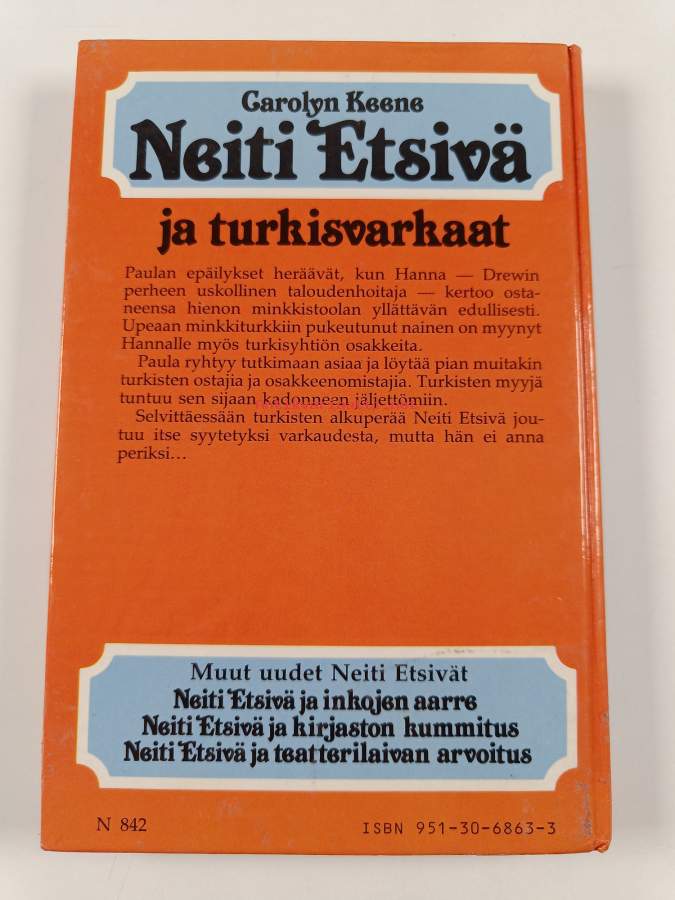 Carolyn Keene
Neiti Etsivä
ja turkisvarkaat
Paulan epäilykset heräävät, kun Hanna — Drewin
perheen uskollinen taloudenhoitaja — kertoo osta-
neensa hienon minkkistoolan yllättävän edullisesti.
Upeaan minkkiturkkiin pukeutunut nainen on myynyt
Hannalle myös turkisyhtiön osakkeita.
Paula ryhtyy tutkimaan asiaa ja löytää pian muitakin
turkisten ostajia ja osakkeenomistajia. Turkisten myyjä
tuntuu sen sijaan kadonneen jäljettömiin.
Selvittäessään turkisten alkuperää Neiti Etsivä jou-
tuu itse syytetyksi varkaudesta, mutta hän ei anna
periksi...
Muut uudet Neiti Etsivät
Neiti Etsivä ja inkojen aarre
Neiti Etsivä ja kirjaston kummitus
Neiti Etsivä ja teatterilaivan arvoitus
N 842
ISBN 951-30-6863-3